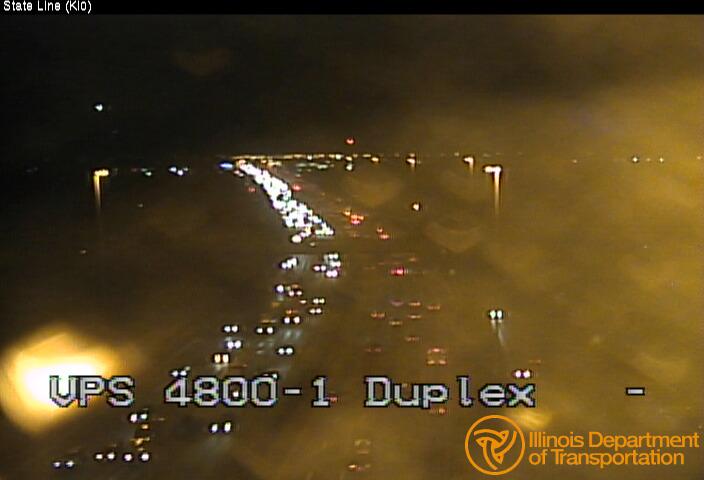 State Line (KI0)
VPS 4800-1 Duplex -
Illinois Department
of Transportation